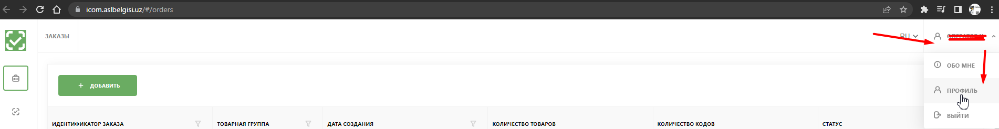 icom.aslbelgisi.uz/#/orders
ЗАКАЗЫ
RU
ОБО МНЕ
+ ДОБАВИТЬ
ПРОФИЛЬ
ВЫЙТИ
ИДЕНТИФИКАТОР ЗАКАЗА ТОВАРНАЯ ГРУППА ДАТА СОЗДАНИЯ КОЛИЧЕСТВО ТОВАРОВ КОЛИЧЕСТВО КОДОВ СТАТУС